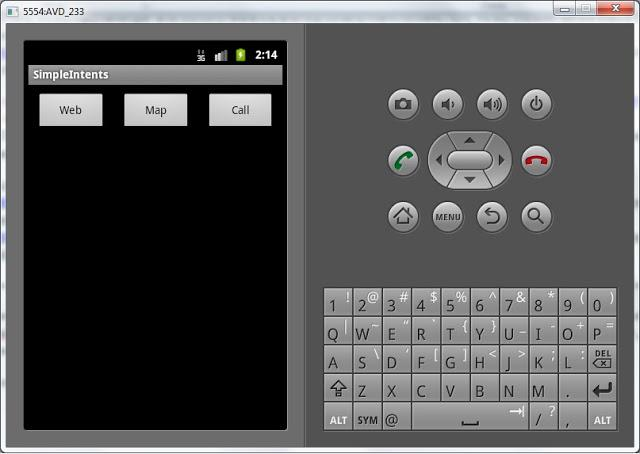 5554:AVD_233
3G 2:14
SimpleIntents
Web Map Call
MENU
1 ! 2 @ 3 # 4 $ 5 % 6 ^ 7 & 8 * 9 ( 0 )
Q | W ~ E " R ` T { Y } U _ I - O + P =
A S \ D ' F [ G ] H < J > K ; L : DEL
Z X C V B N M .
ALT SYM @ / ? , ALT